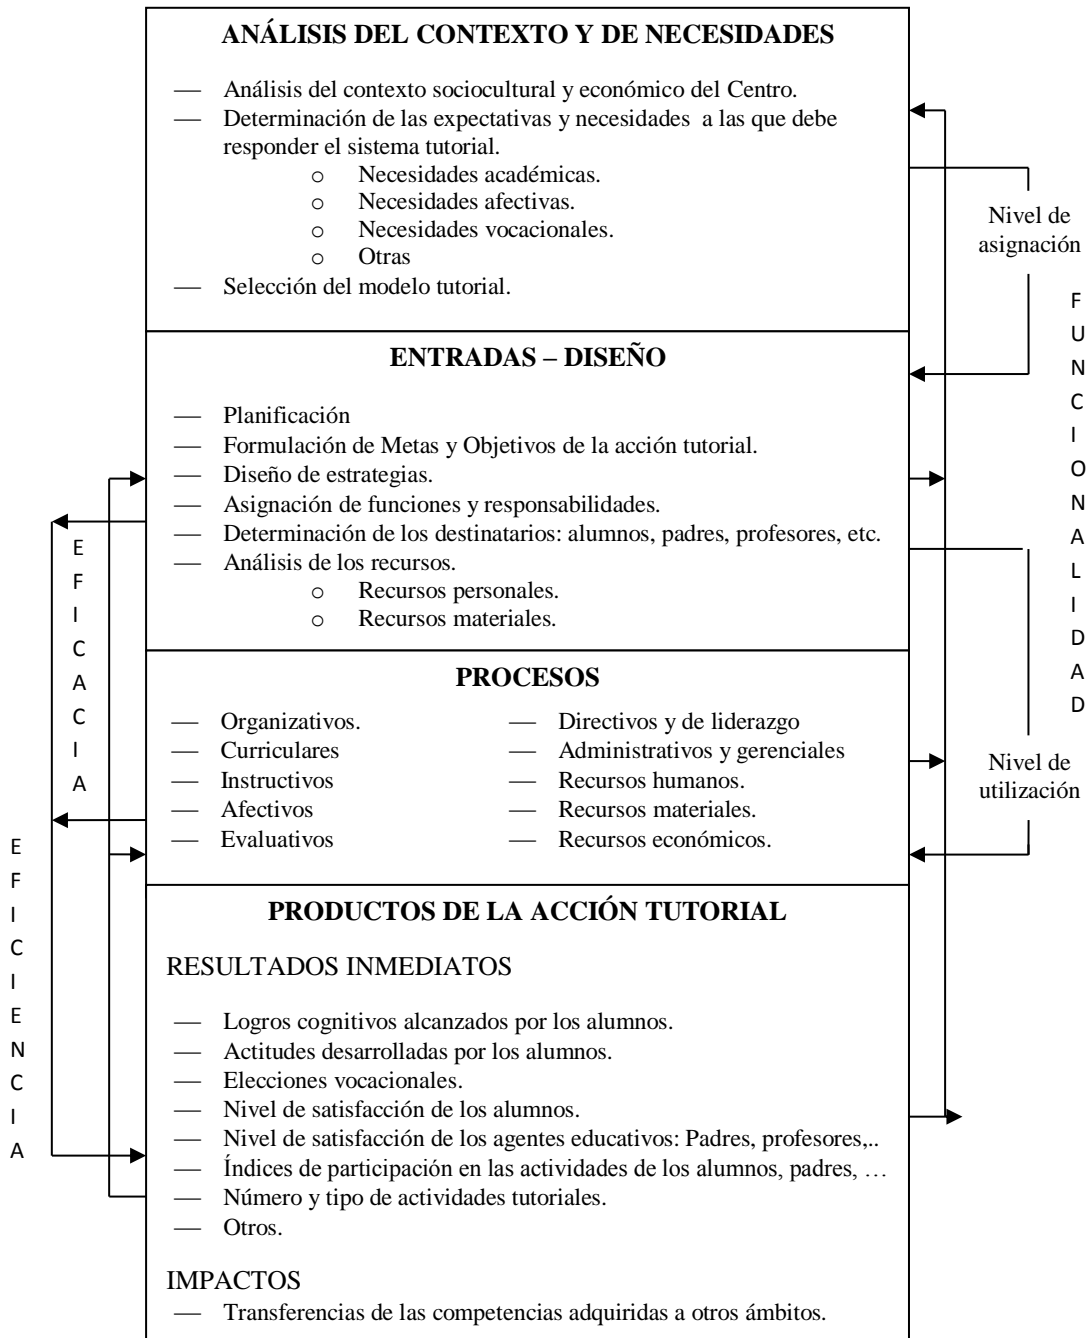 ANÁLISIS DEL CONTEXTO Y DE NECESIDADES
— Análisis del contexto sociocultural y económico del Centro.
— Determinación de las expectativas y necesidades a las que debe
responder el sistema tutorial.
o Necesidades académicas.
o Necesidades afectivas.
o Necesidades vocacionales.
o Otras
— Selección del modelo tutorial.
Nivel de
asignación
ENTRADAS – DISEÑO
— Planificación
— Formulación de Metas y Objetivos de la acción tutorial.
— Diseño de estrategias.
— Asignación de funciones y responsabilidades.
— Determinación de los destinatarios: alumnos, padres, profesores, etc.
— Análisis de los recursos.
o Recursos personales.
o Recursos materiales.
FUNCIONALIDAD
EFICACIA
PROCESOS
— Organizativos.
— Curriculares
— Instructivos
— Afectivos
— Evaluativos
— Directivos y de liderazgo
— Administrativos y gerenciales
— Recursos humanos.
— Recursos materiales.
— Recursos económicos.
Nivel de
utilización
EFICIENCIA
PRODUCTOS DE LA ACCIÓN TUTORIAL
RESULTADOS INMEDIATOS
— Logros cognitivos alcanzados por los alumnos.
— Actitudes desarrolladas por los alumnos.
— Elecciones vocacionales.
— Nivel de satisfacción de los alumnos.
— Nivel de satisfacción de los agentes educativos: Padres, profesores,..
— Índices de participación en las actividades de los alumnos, padres, …
— Número y tipo de actividades tutoriales.
— Otros.
IMPACTOS
— Transferencias de las competencias adquiridas a otros ámbitos.